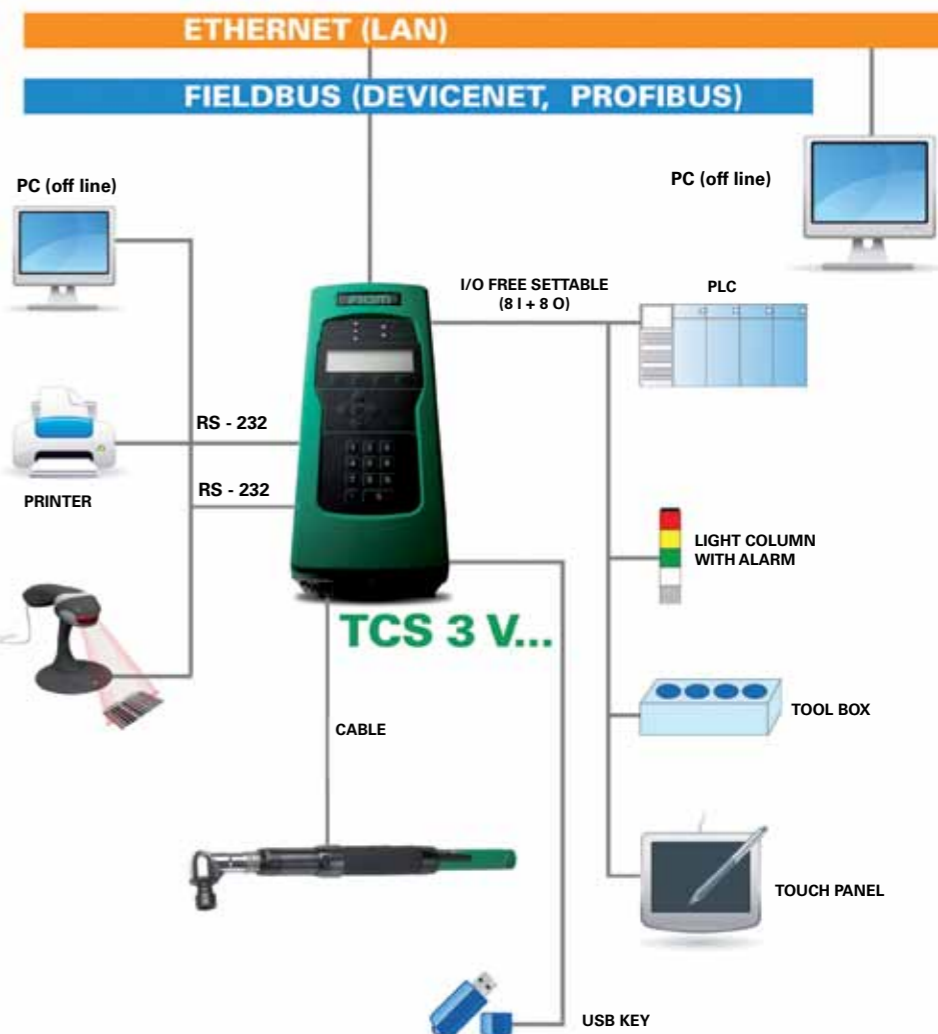 ETHERNET (LAN)
FIELDBUS (DEVICENET, PROFIBUS)
PC (off line)
PC (off line)
I/O FREE SETTABLE
(8 I + 8 O)
PLC
RS - 232
PRINTER
RS - 232
LIGHT COLUMN
WITH ALARM
TCS 3 V...
TOOL BOX
CABLE
TOUCH PANEL
USB KEY